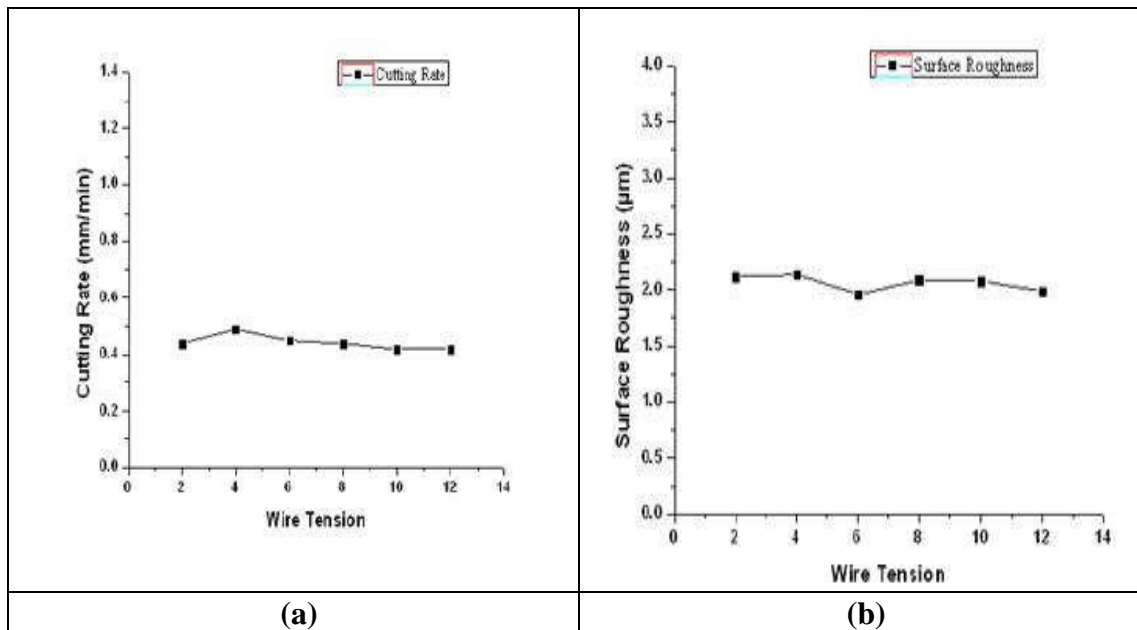 Cutting Rate
1.4
1.2
1.0
0.8
0.6
0.4
0.2
0.0
Cutting Rate (mm/min)
0 2 4 6 8 10 12 14
Wire Tension
(a)
Surface Roughness
4.0
3.5
3.0
2.5
2.0
1.5
1.0
0.5
0.0
Surface Roughness (µm)
0 2 4 6 8 10 12 14
Wire Tension
(b)